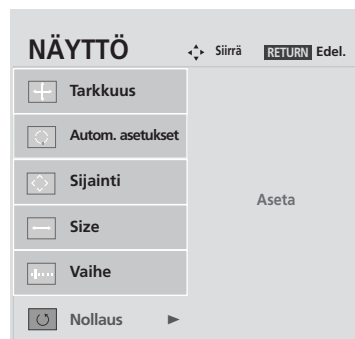 NÄYTTÖ Siirrä RETURN Edel.
Tarkkuus
Autom. asetukset
Sijainti
Aseta
Size
Vaihe
Nollaus